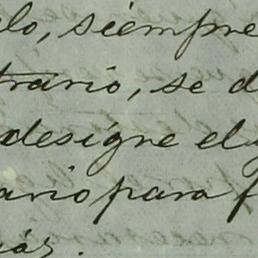 lo, siempre
trario, se d
designe el
ario para f
más.